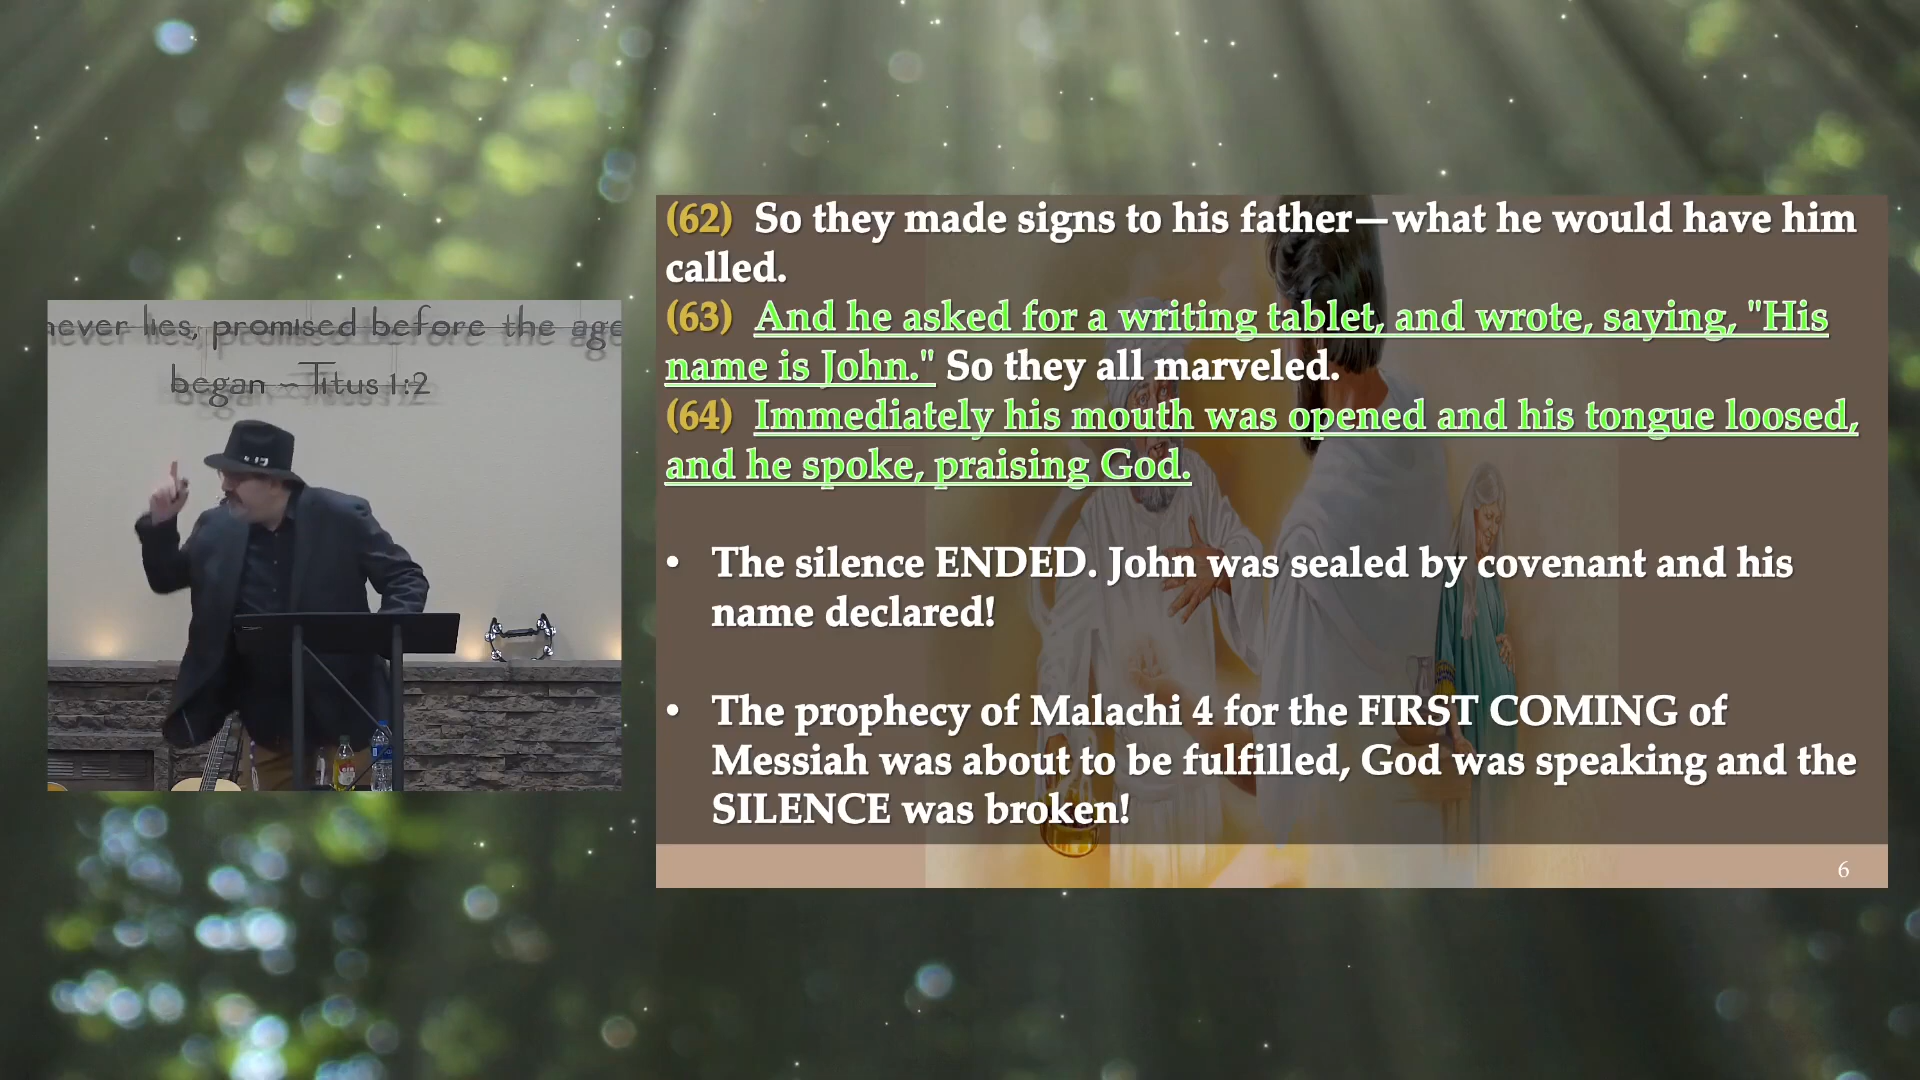 never lies, promised before the age
began ~ Titus 1:2
(62) So they made signs to his father—what he would have him
called.
(63) And he asked for a writing tablet, and wrote, saying, "His
name is John." So they all marveled.
(64) Immediately his mouth was opened and his tongue loosed,
and he spoke, praising God.
• The silence ENDED. John was sealed by covenant and his
name declared!
• The prophecy of Malachi 4 for the FIRST COMING of
Messiah was about to be fulfilled, God was speaking and the
SILENCE was broken!
6